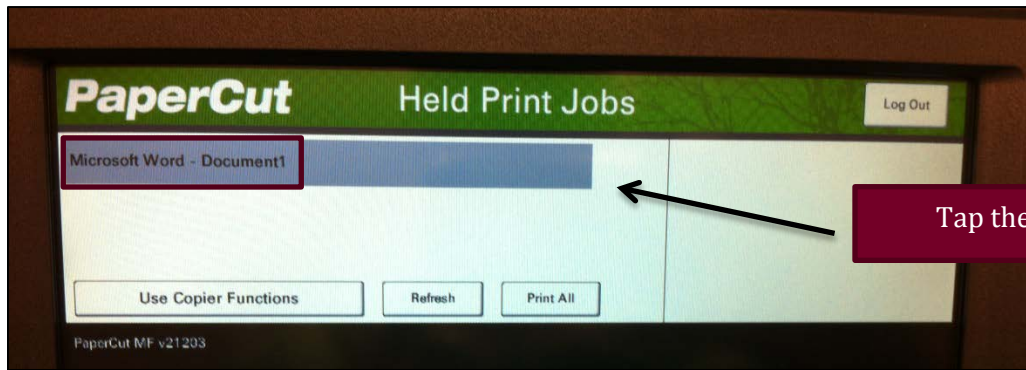 PaperCut
Held Print Jobs
Log Out
Microsoft Word - Document1
Tap the
Use Copier Functions
Refresh
Print All
PaperCut MF v21203